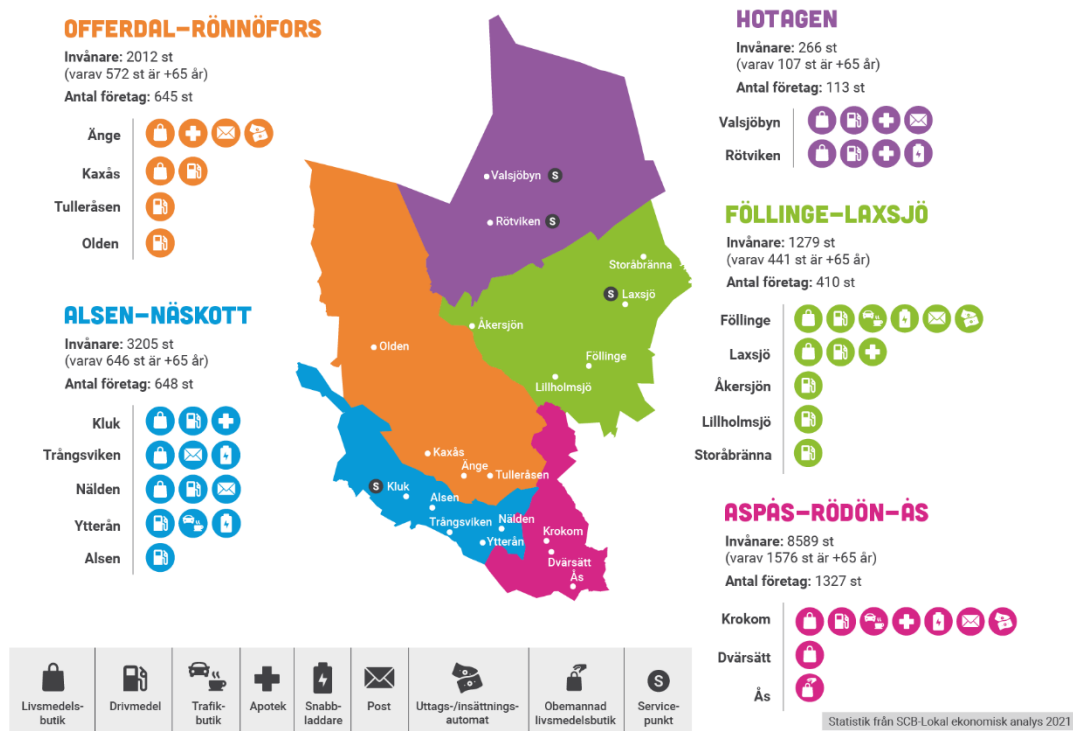 OFFERDAL–RÖNNÖFORS
Invånare: 2012 st
(varav 572 st är +65 år)
Antal företag: 645 st
Änge
Kaxås
Tulleråsen
Olden
ALSEN–NÄSKOTT
Invånare: 3205 st
(varav 646 st är +65 år)
Antal företag: 648 st
Kluk
Trångsviken
Nälden
Ytterån
Alsen
Valsjöbyn S
Rötviken S
Storåbränna
S Laxsjö
Åkersjön
Olden
Föllinge
Lillholmsjö
Kaxås
Änge
Tulleråsen
S Kluk
Alsen
Trångsviken
Nälden
Ytterån
Krokom
Dvärsätt
Ås
HOTAGEN
Invånare: 266 st
(varav 107 st är +65 år)
Antal företag: 113 st
Valsjöbyn
Rötviken
FÖLLINGE–LAXSJÖ
Invånare: 1279 st
(varav 441 st är +65 år)
Antal företag: 410 st
Föllinge
Laxsjö
Åkersjön
Lillholmsjö
Storåbränna
ASPÅS–RÖDÖN–ÅS
Invånare: 8589 st
(varav 1576 st är +65 år)
Antal företag: 1327 st
Krokom
Dvärsätt
Ås
Livsmedels-
butik
Drivmedel
Trafik-
butik
Apotek
Snabb-
laddare
Post
Uttags-/insättnings-
automat
Obemannad
livsmedelsbutik
S
Service-
punkt
Statistik från SCB-Lokal ekonomisk analys 2021